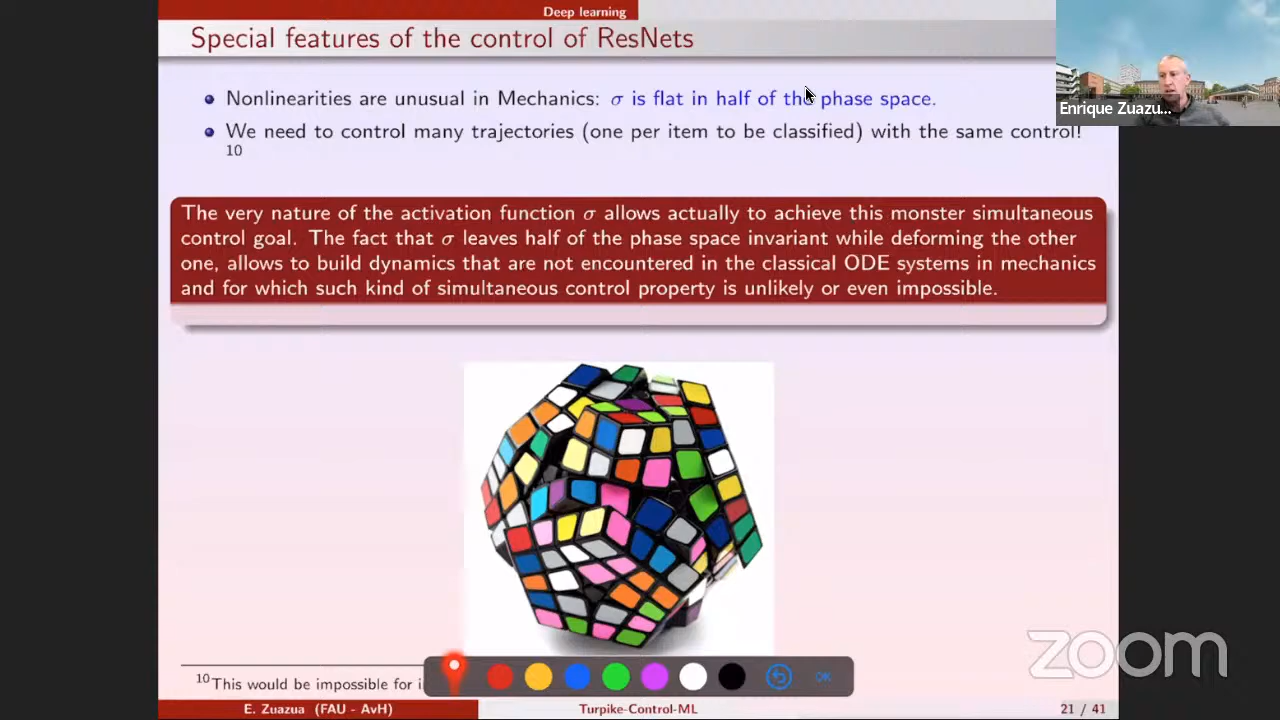 Deep learning
Special features of the control of ResNets
Enrique Zuazu...
Nonlinearities are unusual in Mechanics: σ is flat in half of the phase space.
We need to control many trajectories (one per item to be classified) with the same control!
10
The very nature of the activation function σ allows actually to achieve this monster simultaneous
control goal. The fact that σ leaves half of the phase space invariant while deforming the other
one, allows to build dynamics that are not encountered in the classical ODE systems in mechanics
and for which such kind of simultaneous control property is unlikely or even impossible.
zoom
10This would be impossible for i
OK
E. Zuazua (FAU - AvH)
Turpike-Control-ML
21 / 41